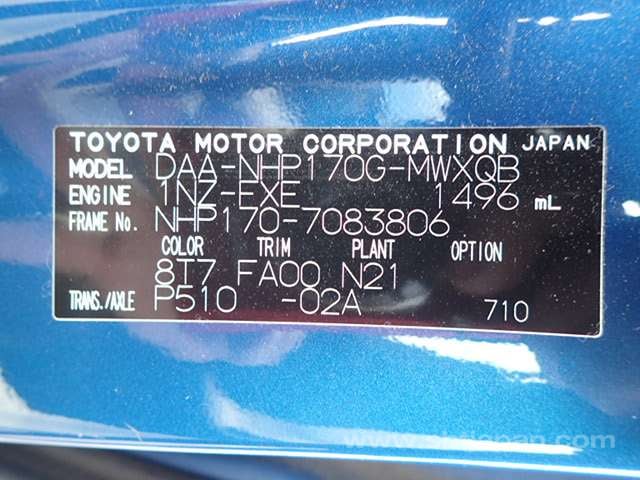 TOYOTA MOTOR CORPORATION JAPAN
MODEL DAA-NHP170G-MWXQB
ENGINE 1NZ-EXE 1496 mL
FRAME No. NHP170-7083806
COLOR TRIM PLANT OPTION
8T7 FA00 N21
TRANS./AXLE P510 -02A 710